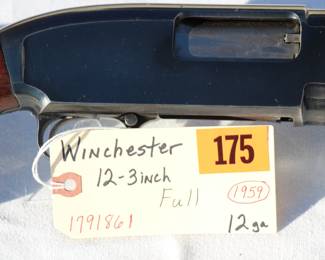 Winchester 175
12-3inch
Full 1959
1791861 12ga